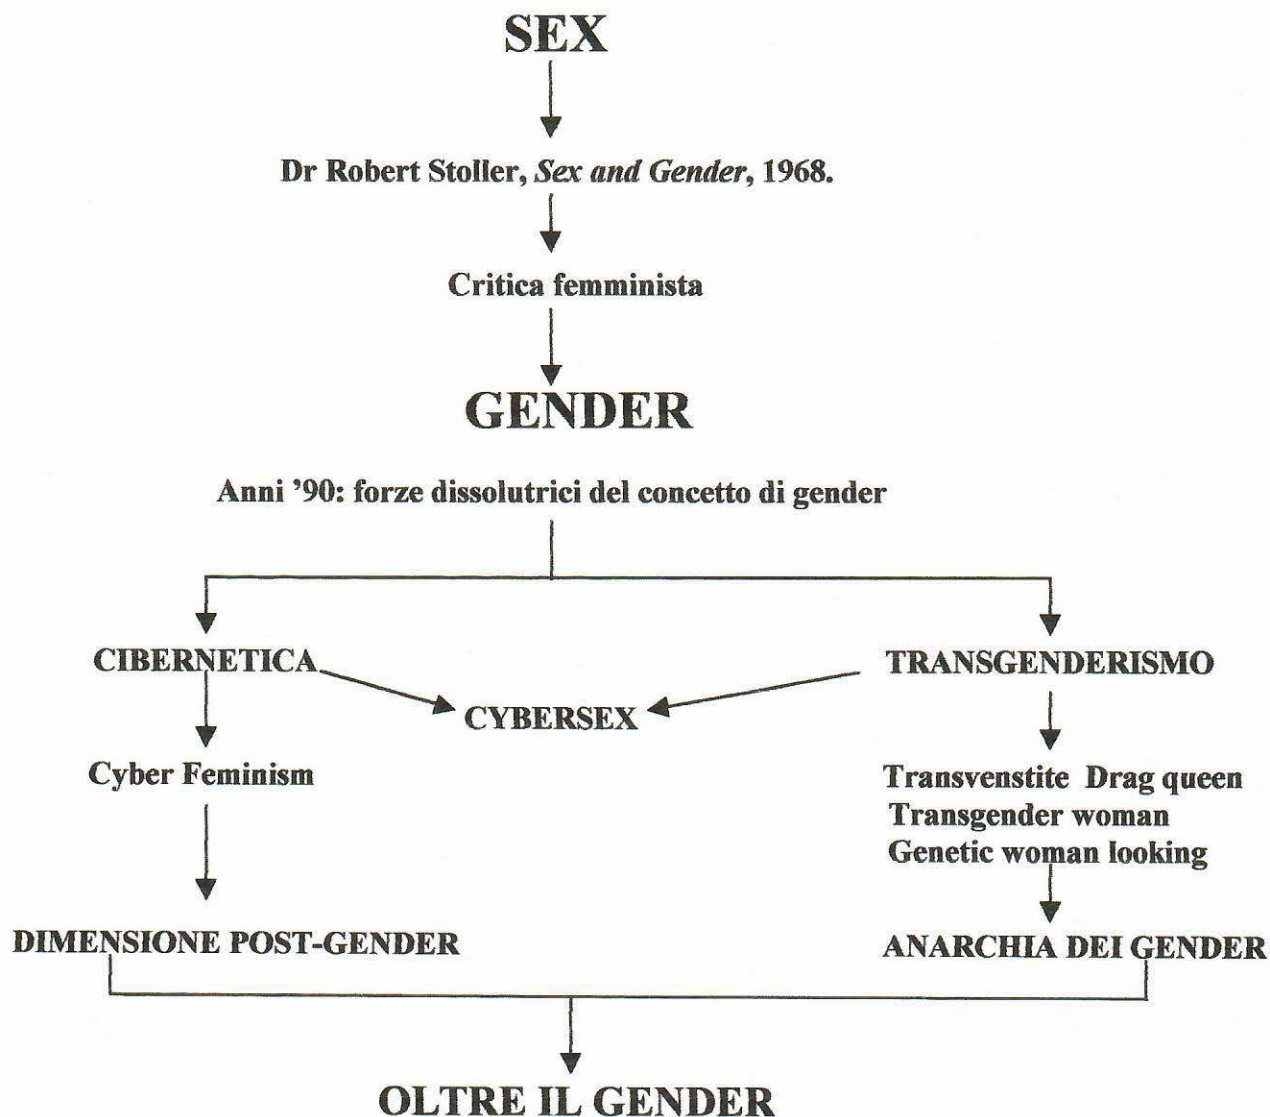 SEX
Dr Robert Stoller, Sex and Gender, 1968.
Critica femminista
GENDER
Anni ’90: forze dissolutrici del concetto di gender
CIBERNETICA
TRANSGENDERISMO
CYBERSEX
Cyber Feminism
Transvenstite Drag queen
Transgender woman
Genetic woman looking
DIMENSIONE POST-GENDER
ANARCHIA DEI GENDER
OLTRE IL GENDER